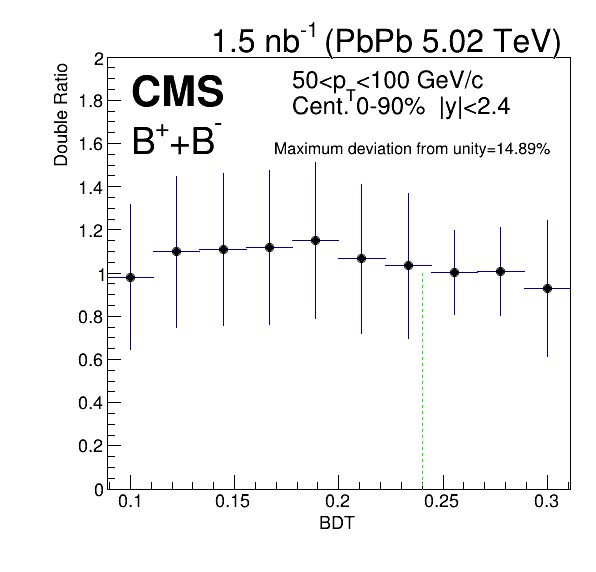 1.5 nb-1 (PbPb 5.02 TeV)
CMS
50<pT<100 GeV/c
Cent. 0-90% |y|<2.4
B++B-
Maximum deviation from unity=14.89%
Double Ratio
2
1.8
1.6
1.4
1.2
1
0.8
0.6
0.4
0.2
0
0.1
0.15
0.2
0.25
0.3
BDT